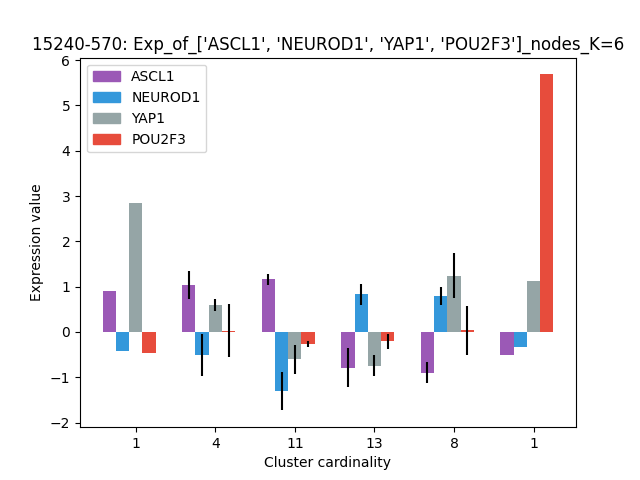 15240-570: Exp_of_['ASCL1', 'NEUROD1', 'YAP1', 'POU2F3']_nodes_K=6
ASCL1
NEUROD1
YAP1
POU2F3
Expression value
6
5
4
3
2
1
0
−1
−2
1 4 11 13 8 1
Cluster cardinality